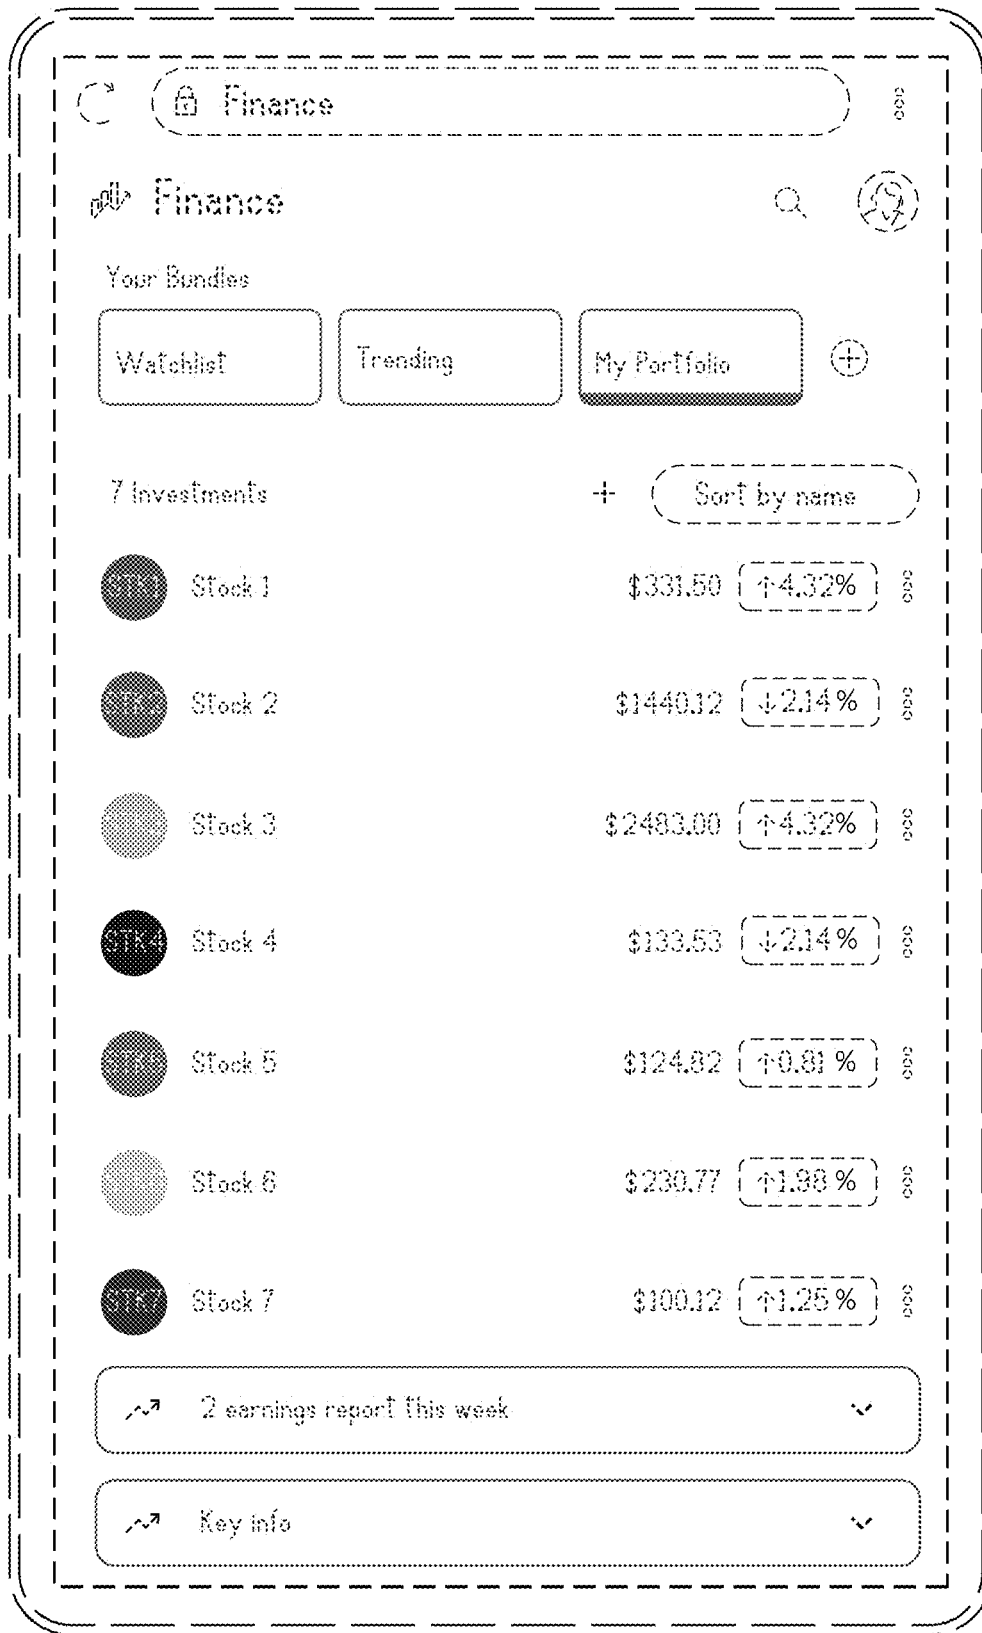 Finance
Finance
Your Bundles
Watchlist Trending My Portfolio
7 Investments + Sort by name
Stock 1 $331.50 ↑4.32%
Stock 2 $1440.12 ↓2.14%
Stock 3 $2483.00 ↑4.32%
STK4 Stock 4 $133.53 ↓2.14%
Stock 5 $124.82 ↑0.81 %
Stock 6 $230.77 ↑1.98 %
STK7 Stock 7 $100.12 ↑1.25 %
2 earnings report this week
Key info